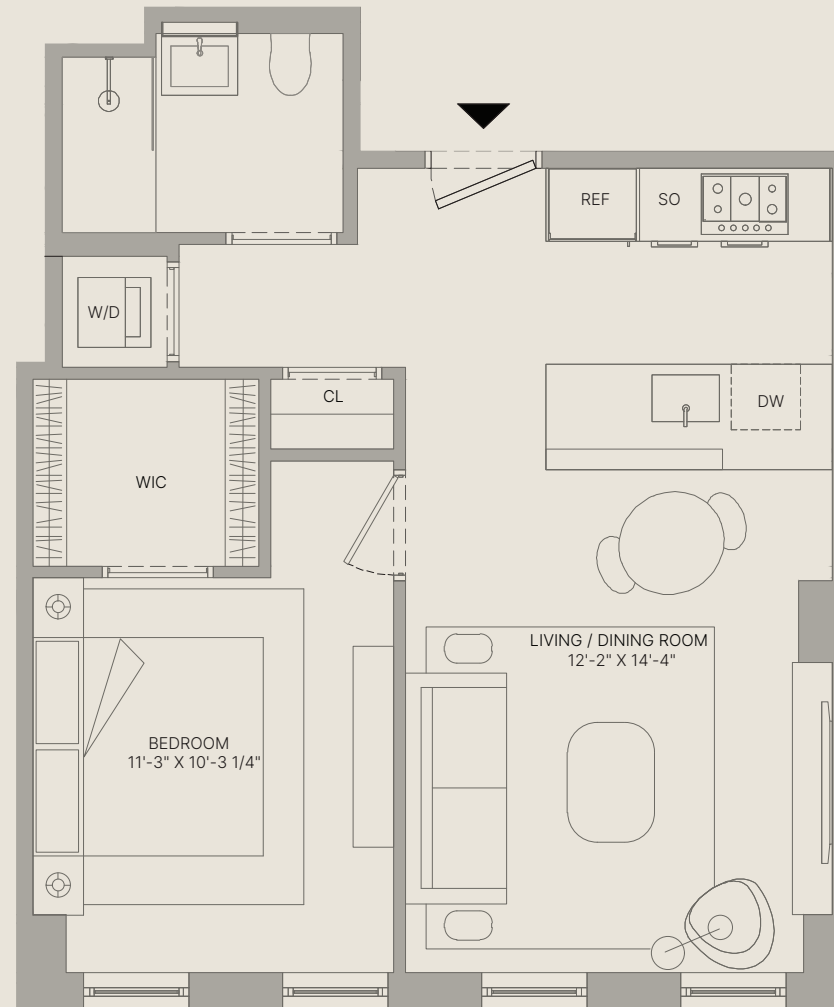 REF
SO
W/D
CL
DW
WIC
LIVING / DINING ROOM
12'-2" X 14'-4"
BEDROOM
11'-3" X 10'-3 1/4"